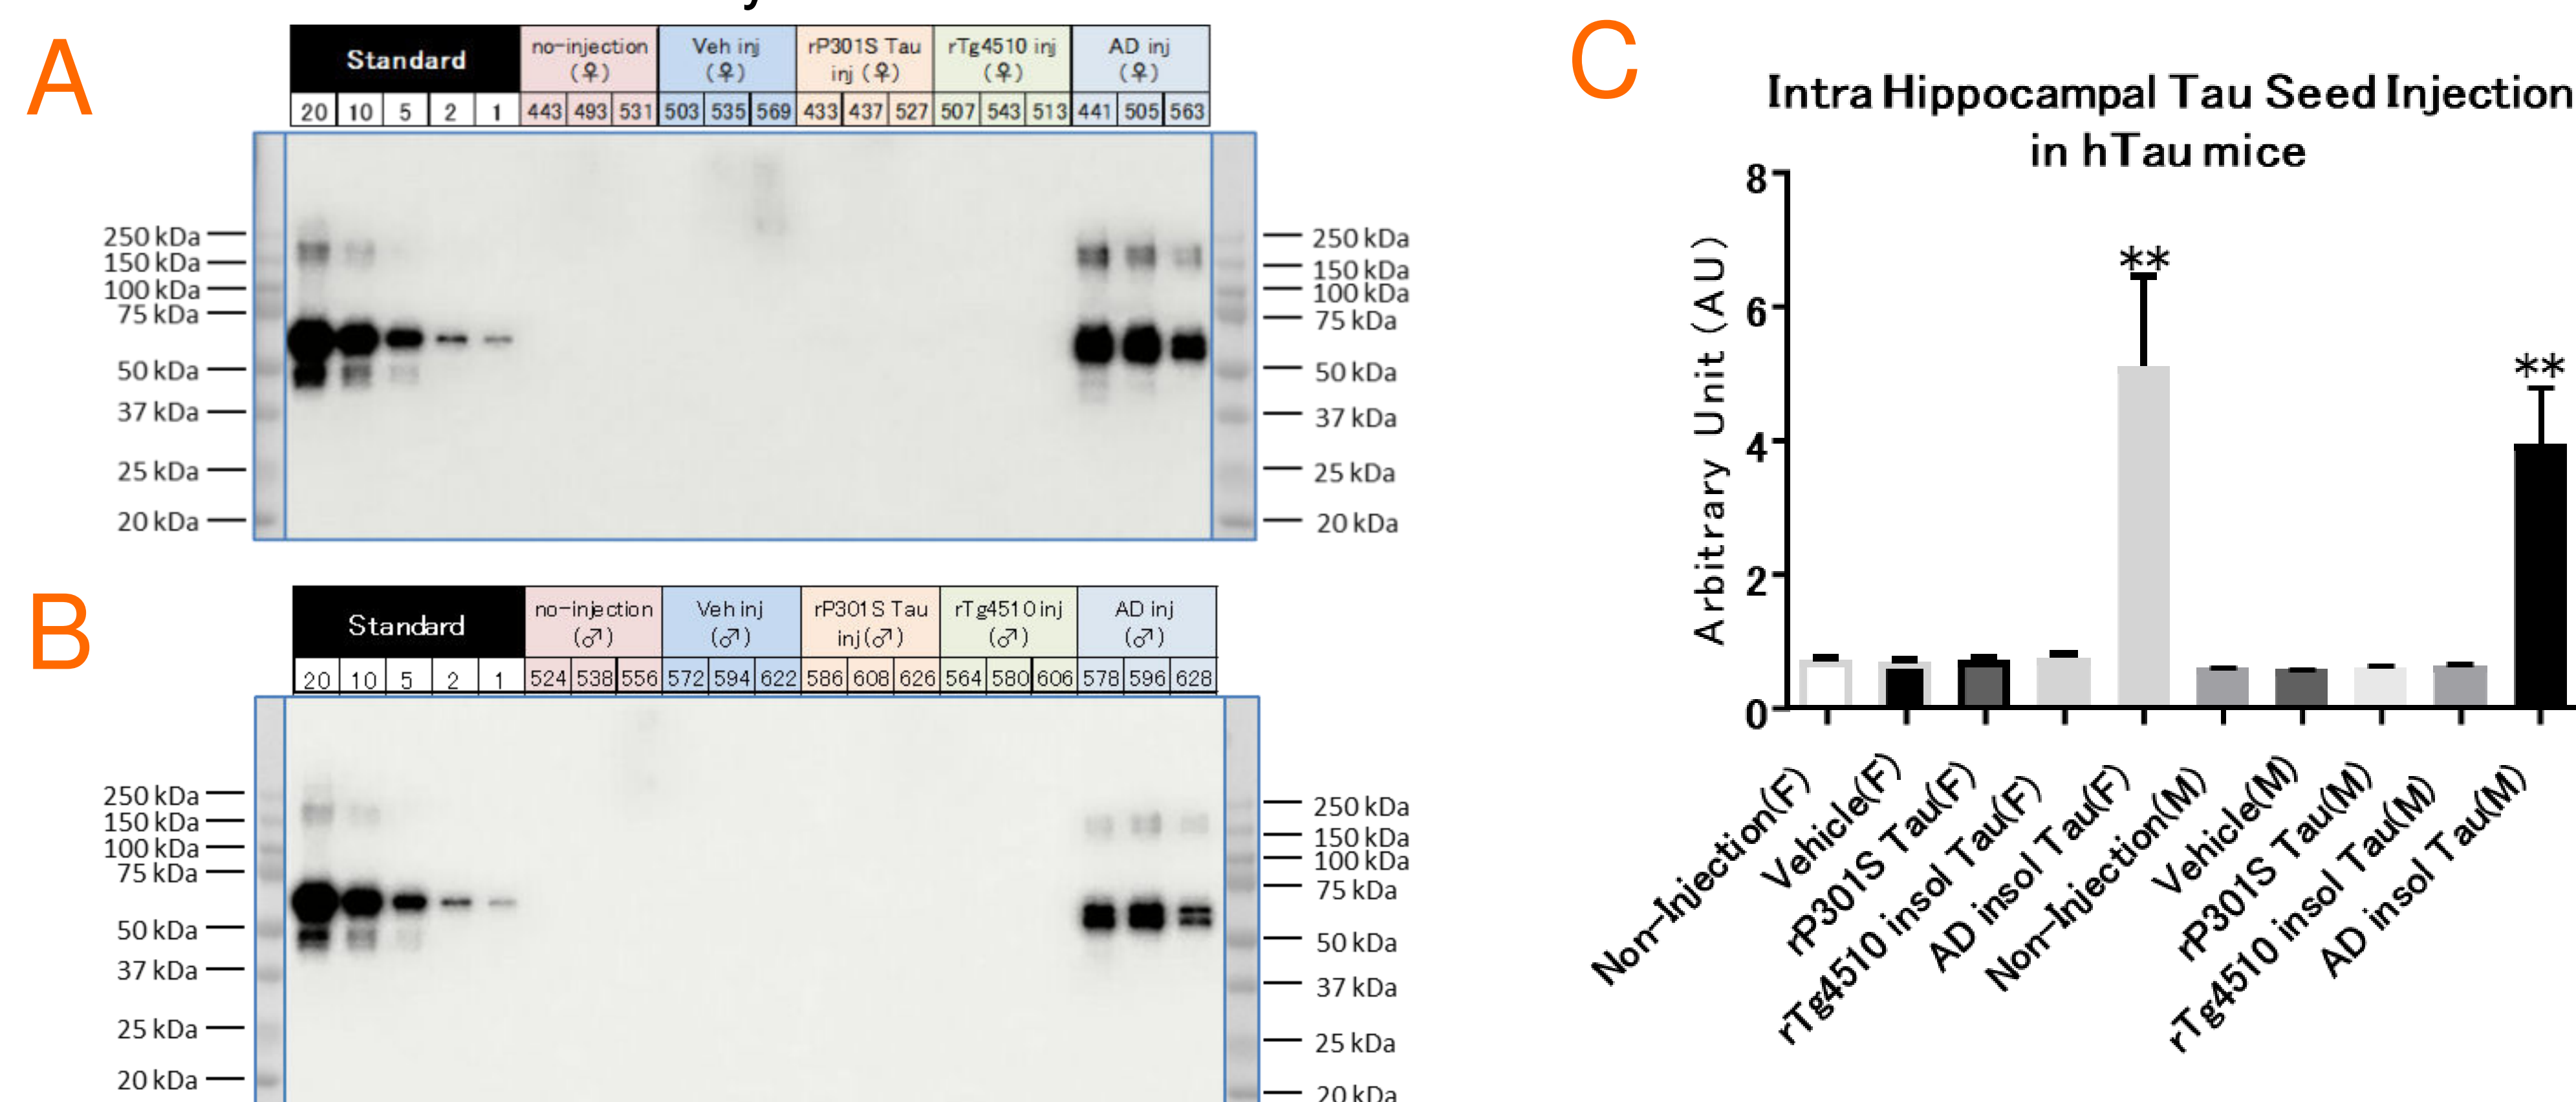 A
Standard
no-injection (♀)
Veh inj (♀)
rP301S Tau inj (♀)
rTg4510 inj (♀)
AD inj (♀)
20 10 5 2 1 443 493 531 503 535 569 433 437 527 507 543 513 441 505 563
250 kDa
150 kDa
100 kDa
75 kDa
50 kDa
37 kDa
25 kDa
20 kDa
250 kDa
150 kDa
100 kDa
75 kDa
50 kDa
37 kDa
25 kDa
20 kDa
B
Standard
no-injection (♂)
Veh inj (♂)
rP301S Tau inj(♂)
rTg4510 inj (♂)
AD inj (♂)
20 10 5 2 1 524 538 556 572 594 622 586 608 626 564 580 606 578 596 628
250 kDa
150 kDa
100 kDa
75 kDa
50 kDa
37 kDa
25 kDa
20 kDa
250 kDa
150 kDa
100 kDa
75 kDa
50 kDa
37 kDa
25 kDa
20 kDa
C
Intra Hippocampal Tau Seed Injection
in hTau mice
Arbitrary Unit (AU)
8
6
4
2
0
**
**
Non-Injection(F)
Vehicle(F)
rP301S Tau(F)
rTg4510 insol Tau(F)
AD insol Tau(F)
Non-Injection(M)
Vehicle(M)
rP301S Tau(M)
rTg4510 insol Tau(M)
AD insol Tau(M)